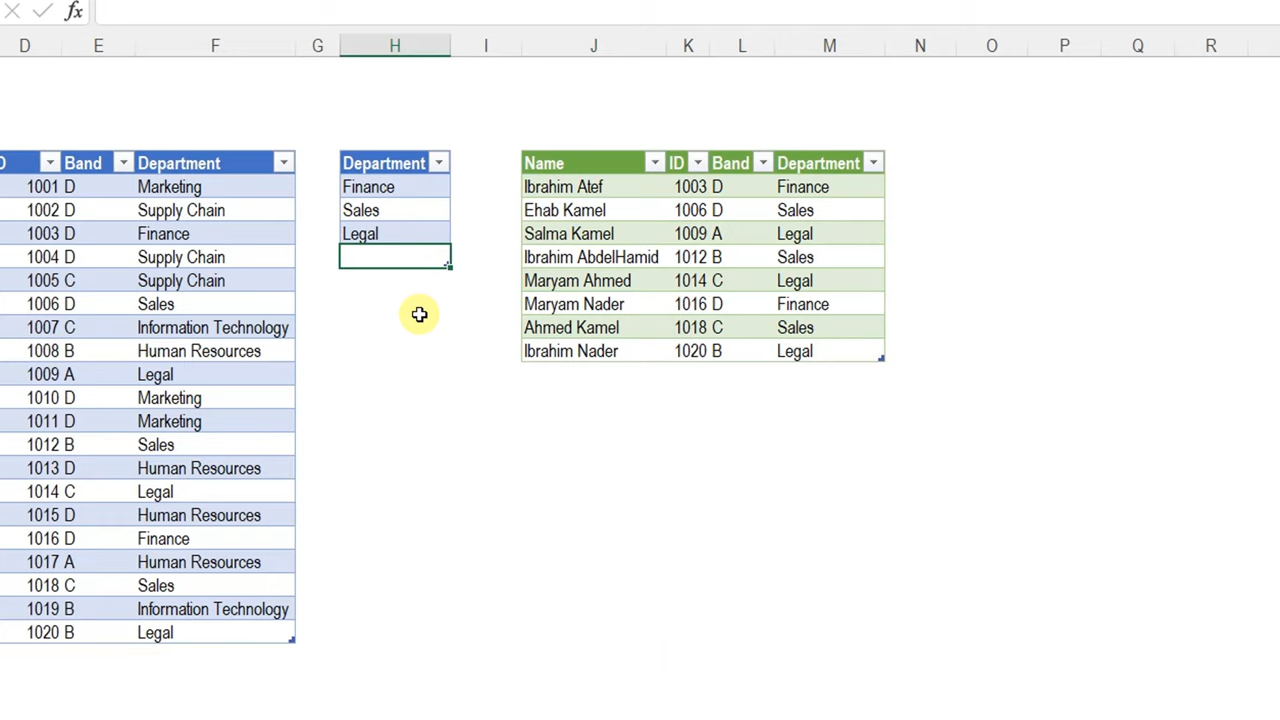 fx
D E F G H I J K L M N O P Q R
D Band Department Department Name ID Band Department
1001 D Marketing Finance Ibrahim Atef 1003 D Finance
1002 D Supply Chain Sales Ehab Kamel 1006 D Sales
1003 D Finance Legal Salma Kamel 1009 A Legal
1004 D Supply Chain Ibrahim AbdelHamid 1012 B Sales
1005 C Supply Chain Maryam Ahmed 1014 C Legal
1006 D Sales Maryam Nader 1016 D Finance
1007 C Information Technology Ahmed Kamel 1018 C Sales
1008 B Human Resources Ibrahim Nader 1020 B Legal
1009 A Legal
1010 D Marketing
1011 D Marketing
1012 B Sales
1013 D Human Resources
1014 C Legal
1015 D Human Resources
1016 D Finance
1017 A Human Resources
1018 C Sales
1019 B Information Technology
1020 B Legal